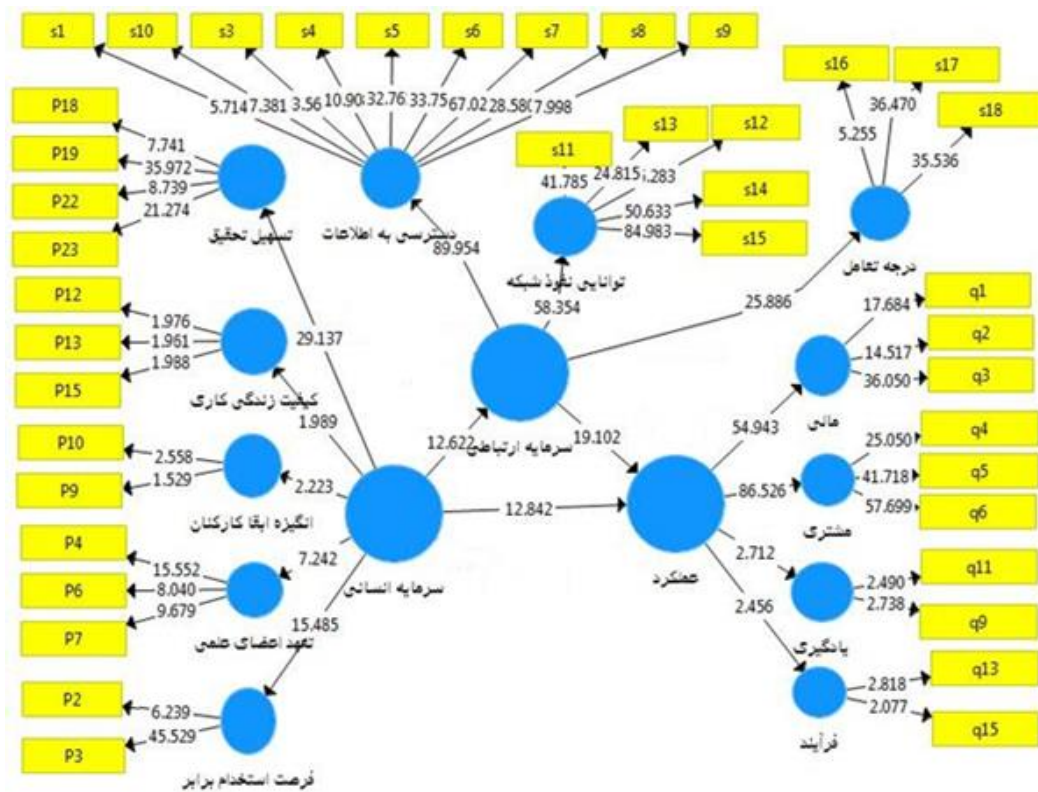 s1 s10 s3 s4 s5 s6 s7 s8 s9
s16 s17 s18
5.714 7.381 3.56 10.90 32.76 33.75 67.02 28.58 7.998
5.255 36.470 35.536
P18
P19
P22
P23
7.741
35.972
8.739
21.274
تسهیل تحقیق
دسترسی به اطلاعات
s11 s13 s12 s14 s15
41.785 24.815 .283 50.633 84.983
توانایی نفوذ شبکه
درجه تعامل
89.954
58.354
25.886
29.137
P12
P13
P15
1.976
1.961
1.988
کیفیت زندگی کاری
1.989
q1
q2
q3
17.684
14.517
36.050
مالی
54.943
سرمایه ارتباطی
12.622
19.102
P10
P9
2.558
1.529
انگیزه ابقا کارکنان
2.223
q4
q5
q6
25.050
41.718
57.699
مشتری
86.526
12.842
سرمایه انسانی
عملکرد
P4
P6
P7
15.552
8.040
9.679
تعهد اعضای علمی
7.242
q11
q9
2.490
2.738
یادگیری
2.712
P2
P3
6.239
45.529
فرصت استخدام برابر
15.485
q13
q15
2.818
2.077
فرآیند
2.456